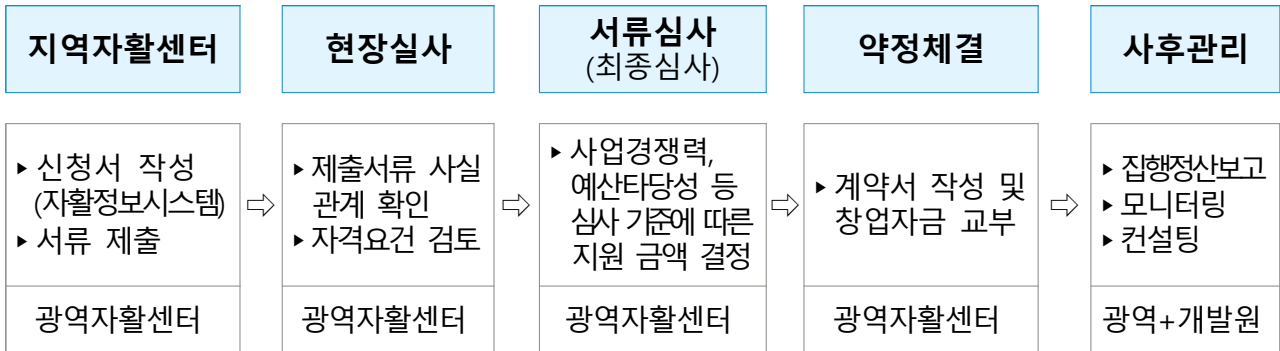 지역자활센터
현장실사
서류심사
(최종심사)
약정체결
사후관리
▸신청서 작성
(자활정보시스템)
▸서류 제출
⇨
▸제출서류 사실
관계 확인
▸자격요건 검토
⇨
▸사업경쟁력,
예산타당성 등
심사 기준에 따른
지원 금액 결정
⇨
▸계약서 작성 및
창업자금 교부
⇨
▸집행정산보고
▸모니터링
▸컨설팅
광역자활센터
광역자활센터
광역자활센터
광역자활센터
광역+개발원